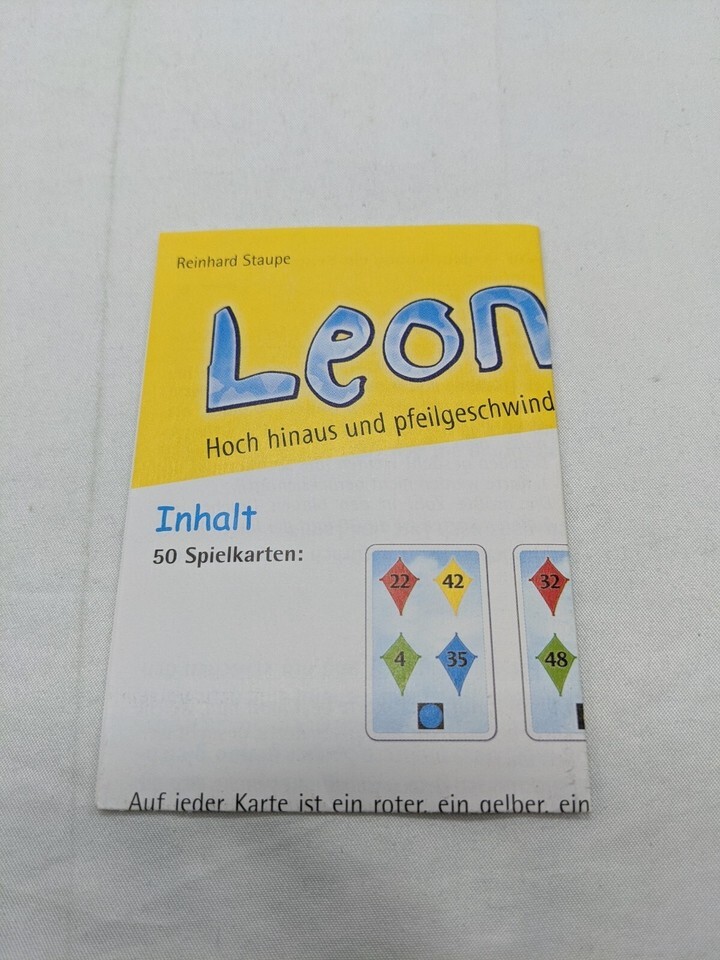 Reinhard Staupe
Leon
Hoch hinaus und pfeilgeschwind
Inhalt
50 Spielkarten:
22 42 32
4 35 48
Auf jeder Karte ist ein roter, ein gelber, ein